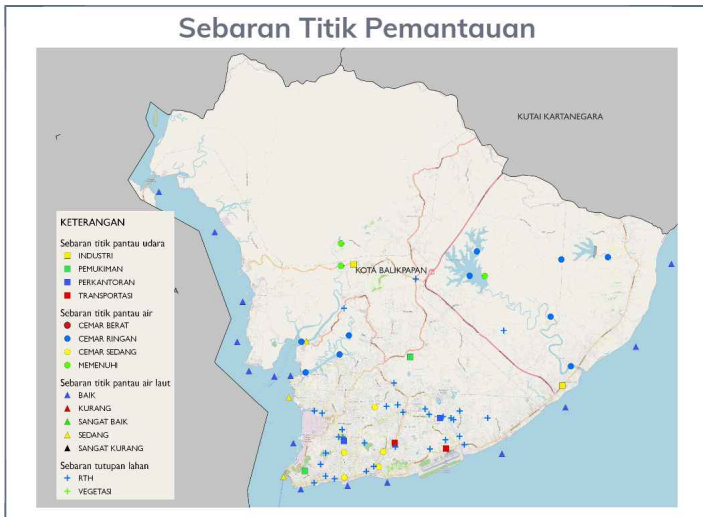 Sebaran Titik Pemantauan
KUTAI KARTANEGARA
KOTA BALIKPAPAN
KETERANGAN
Sebaran titik pantau udara
INDUSTRI
PEMUKIMAN
PERKANTORAN
TRANSPORTASI
Sebaran titik pantau air
CEMAR BERAT
CEMAR RINGAN
CEMAR SEDANG
MEMENUHI
Sebaran titik pantau air laut
BAIK
KURANG
SANGAT BAIK
SEDANG
SANGAT KURANG
Sebaran tutupan lahan
RTH
VEGETASI